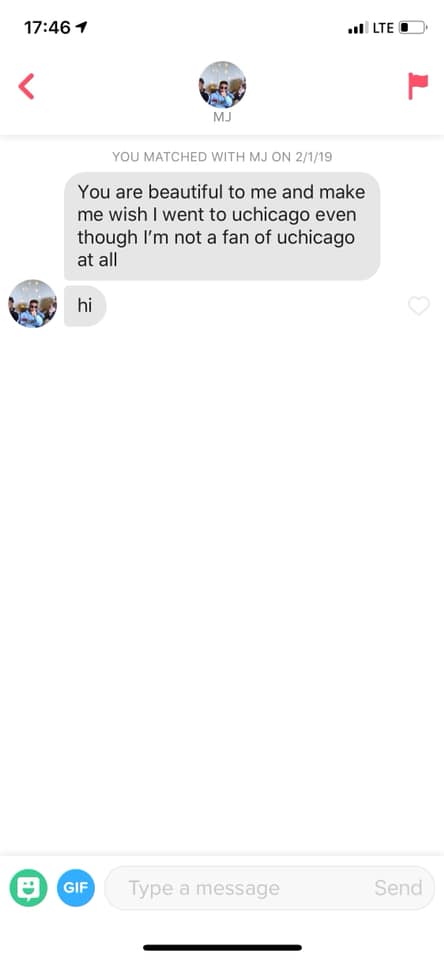 17:46
LTE
MJ
YOU MATCHED WITH MJ ON 2/1/19
You are beautiful to me and make
me wish I went to uchicago even
though I’m not a fan of uchicago
at all
hi
GIF Type a message Send